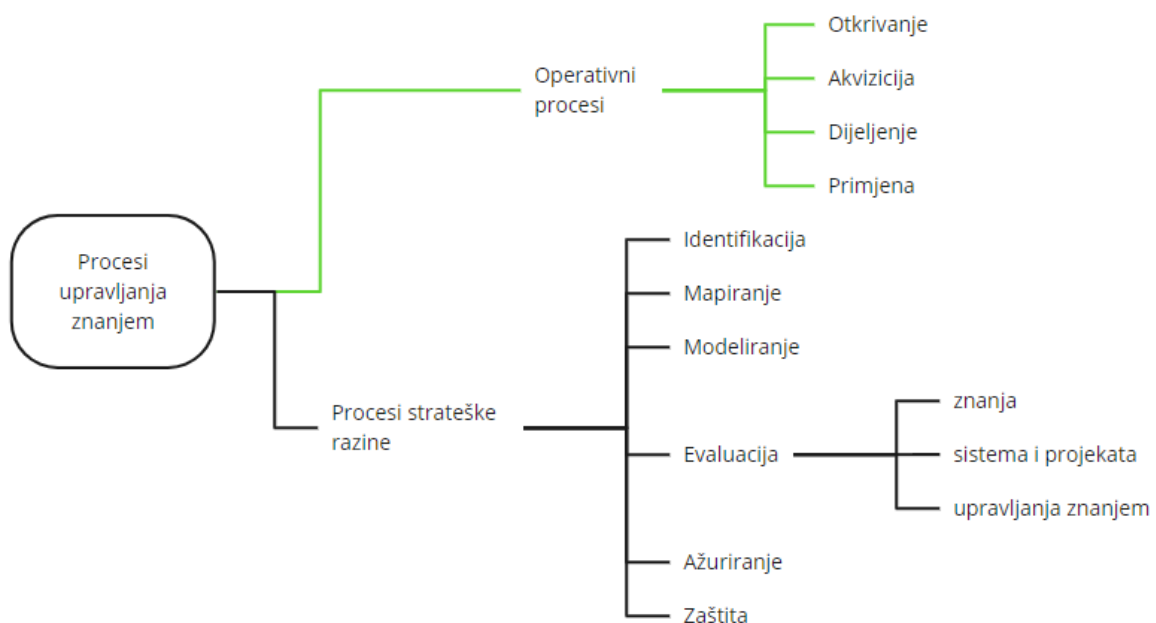 Procesi
upravljanja
znanjem
Operativni
procesi
Otkrivanje
Akvizicija
Dijeljenje
Primjena
Procesi strateške
razine
Identifikacija
Mapiranje
Modeliranje
Evaluacija
znanja
sistema i projekata
upravljanja znanjem
Ažuriranje
Zaštita